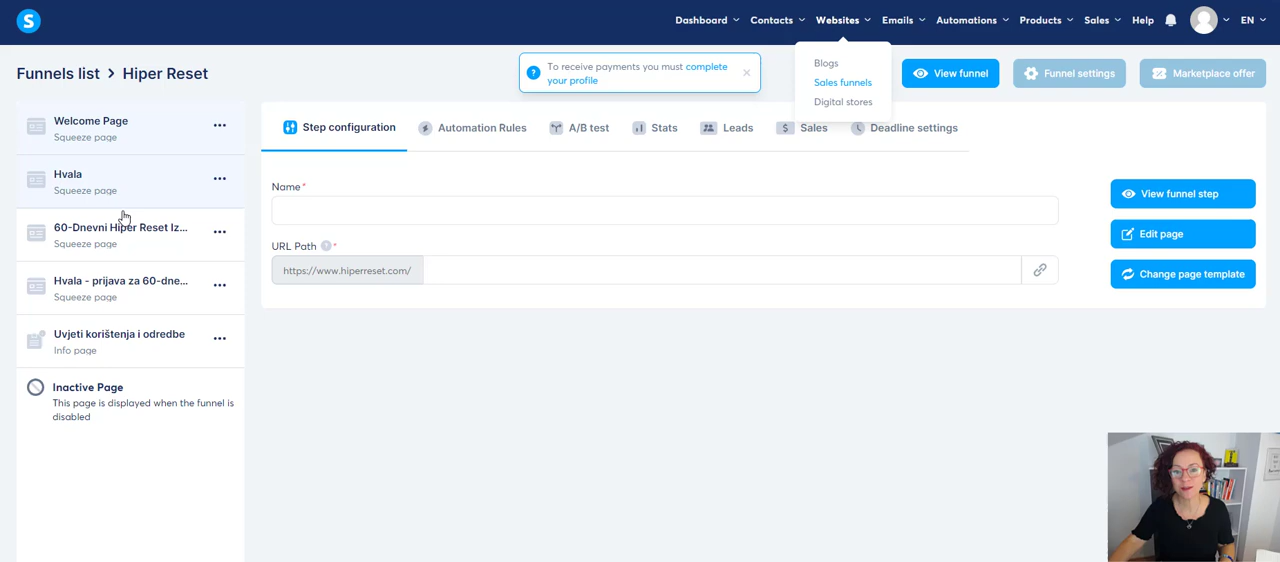 S
Dashboard
Contacts
Websites
Emails
Automations
Products
Sales
Help
EN
Blogs
Sales funnels
Digital stores
Funnels list > Hiper Reset
To receive payments you must complete
your profile
View funnel
Funnel settings
Marketplace offer
Welcome Page
Squeeze page
Hvala
Squeeze page
60-Dnevni Hiper Reset Iz...
Squeeze page
Hvala - prijava za 60-dne...
Squeeze page
Uvjeti korištenja i odredbe
Info page
Inactive Page
This page is displayed when the funnel is
disabled
Step configuration
Automation Rules
A/B test
Stats
Leads
Sales
Deadline settings
Name*
URL Path ? *
https://www.hiperreset.com/
View funnel step
Edit page
Change page template